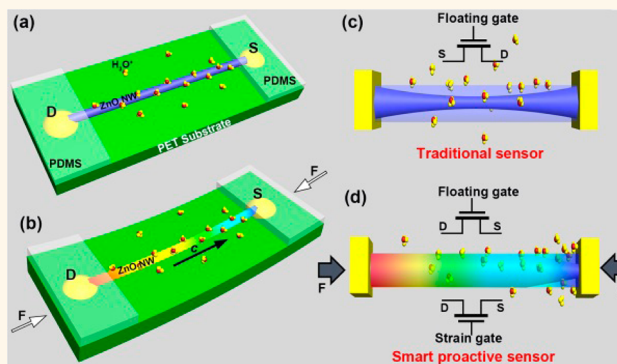 (a)
H₃O⁺
S
ZnO NW
PDMS
D
PDMS
PET Substrate
F
(b)
S
c
ZnO NW
D
F
(c)
Floating gate
S D
Traditional sensor
(d)
Floating gate
D S
F
D S
Strain gate
Smart proactive sensor